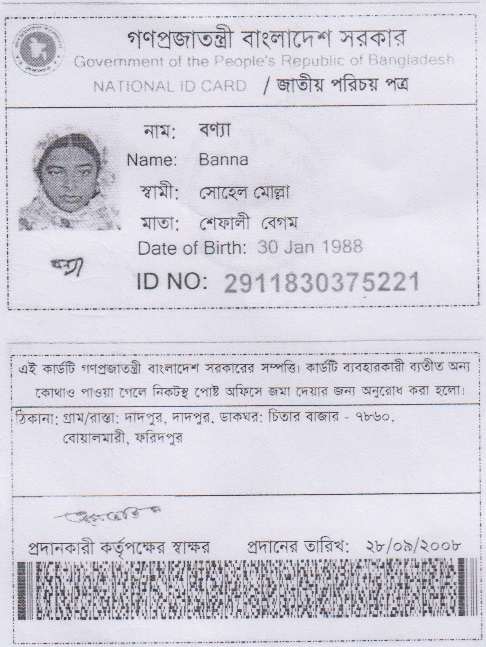 গণপ্রজাতন্ত্রী বাংলাদেশ সরকার
Government of the People's Republic of Bangladesh
NATIONAL ID CARD / জাতীয় পরিচয় পত্র
নাম: বণ্যা
Name: Banna
স্বামী: সোহেল মোল্লা
মাতা: শেফালী বেগম
Date of Birth: 30 Jan 1988
ID NO: 2911830375221
এই কার্ডটি গণপ্রজাতন্ত্রী বাংলাদেশ সরকারের সম্পত্তি। কার্ডটি ব্যবহারকারী ব্যতীত অন্য
কোথাও পাওয়া গেলে নিকটস্থ পোষ্ট অফিসে জমা দেয়ার জন্য অনুরোধ করা হলো।
ঠিকানা: গ্রাম/রাস্তা: দাদপুর, দাদপুর, ডাকঘর: চিতার বাজার - ৭৮৬০,
বোয়ালমারী, ফরিদপুর
প্রদানকারী কর্তৃপক্ষের স্বাক্ষর প্রদানের তারিখ: ২৮/০৯/২০০৮